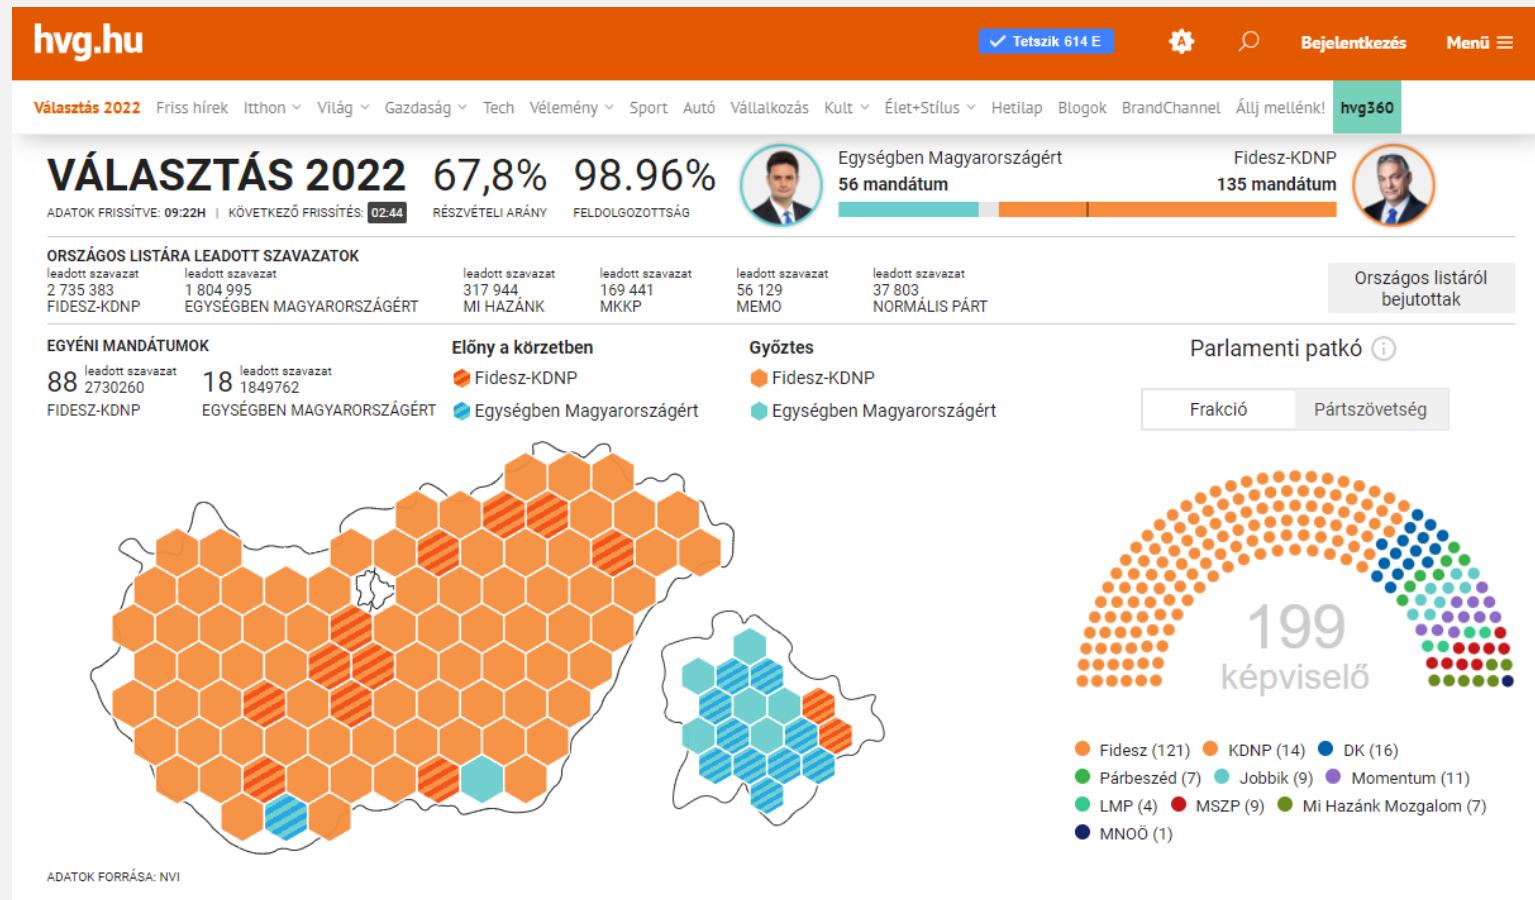 hvg.hu
Tetszik 614 E
A
Bejelentkezés
Menü
Választás 2022 Friss hírek Itthon Világ Gazdaság Tech Vélemény Sport Autó Vállalkozás Kult Élet+Stílus Hetilap Blogok BrandChannel Állj mellénk! hvg360
VÁLASZTÁS 2022
ADATOK FRISSÍTVE: 09:22H | KÖVETKEZŐ FRISSÍTÉS: 02:44
67,8%
RÉSZVÉTELI ARÁNY
98.96%
FELDOLGOZOTTSÁG
Egységben Magyarországért
56 mandátum
Fidesz-KDNP
135 mandátum
ORSZÁGOS LISTÁRA LEADOTT SZAVAZATOK
leadott szavazat
2 735 383
FIDESZ-KDNP
leadott szavazat
1 804 995
EGYSÉGBEN MAGYARORSZÁGÉRT
leadott szavazat
317 944
MI HAZÁNK
leadott szavazat
169 441
MKKP
leadott szavazat
56 129
MEMO
leadott szavazat
37 803
NORMÁLIS PÁRT
Országos listáról
bejutottak
EGYÉNI MANDÁTUMOK
88 leadott szavazat
2730260
FIDESZ-KDNP
18 leadott szavazat
1849762
EGYSÉGBEN MAGYARORSZÁGÉRT
Előny a körzetben
Fidesz-KDNP
Egységben Magyarországért
Győztes
Fidesz-KDNP
Egységben Magyarországért
Parlamenti patkó i
Frakció Pártszövetség
199
képviselő
Fidesz (121) KDNP (14) DK (16)
Párbeszéd (7) Jobbik (9) Momentum (11)
LMP (4) MSZP (9) Mi Hazánk Mozgalom (7)
MNOÖ (1)
ADATOK FORRÁSA: NVI